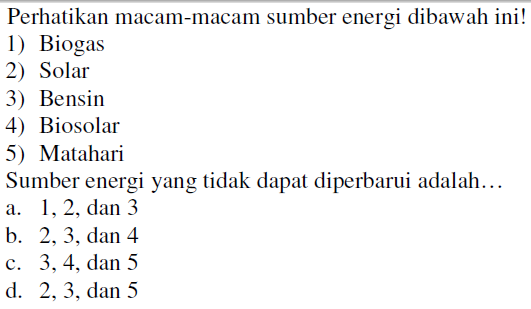 Perhatikan macam-macam sumber energi dibawah ini!
1) Biogas
2) Solar
3) Bensin
4) Biosolar
5) Matahari
Sumber energi yang tidak dapat diperbarui adalah…
a. 1, 2, dan 3
b. 2, 3, dan 4
c. 3, 4, dan 5
d. 2, 3, dan 5